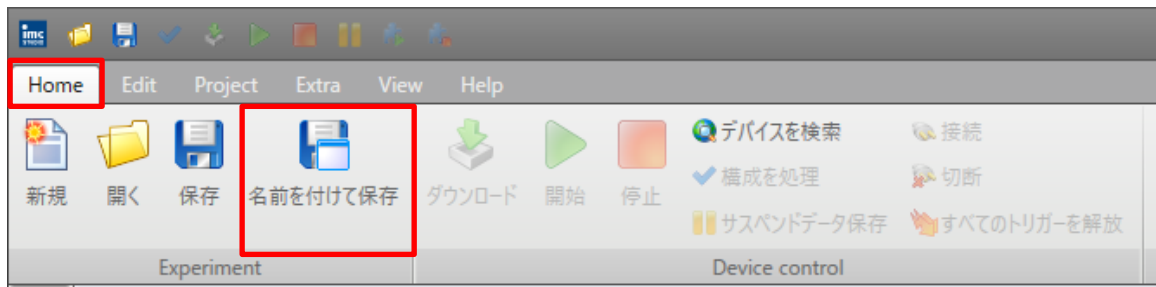 imc
STUDIO
Home Edit Project Extra View Help
新規 開く 保存 名前を付けて保存 ダウンロード 開始 停止
デバイスを検索 接続
構成を処理 切断
サスペンドデータ保存 すべてのトリガーを解放
Experiment Device control